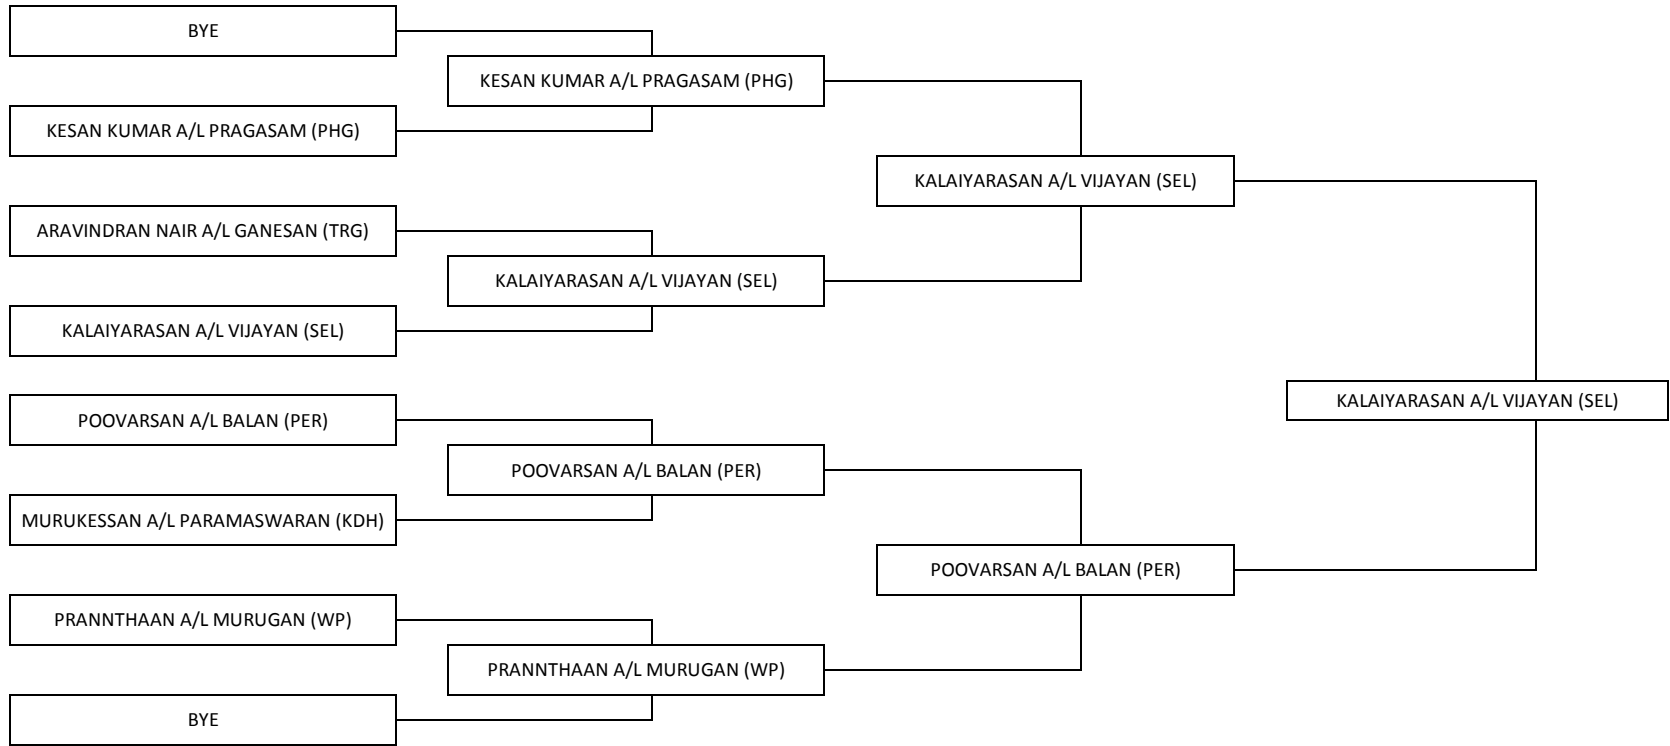 BYE
KESAN KUMAR A/L PRAGASAM (PHG)
ARAVINDRAN NAIR A/L GANESAN (TRG)
KALAIYARASAN A/L VIJAYAN (SEL)
POOVARSAN A/L BALAN (PER)
MURUKESSAN A/L PARAMASWARAN (KDH)
PRANNTHAAN A/L MURUGAN (WP)
BYE
KESAN KUMAR A/L PRAGASAM (PHG)
KALAIYARASAN A/L VIJAYAN (SEL)
POOVARSAN A/L BALAN (PER)
PRANNTHAAN A/L MURUGAN (WP)
KALAIYARASAN A/L VIJAYAN (SEL)
POOVARSAN A/L BALAN (PER)
KALAIYARASAN A/L VIJAYAN (SEL)